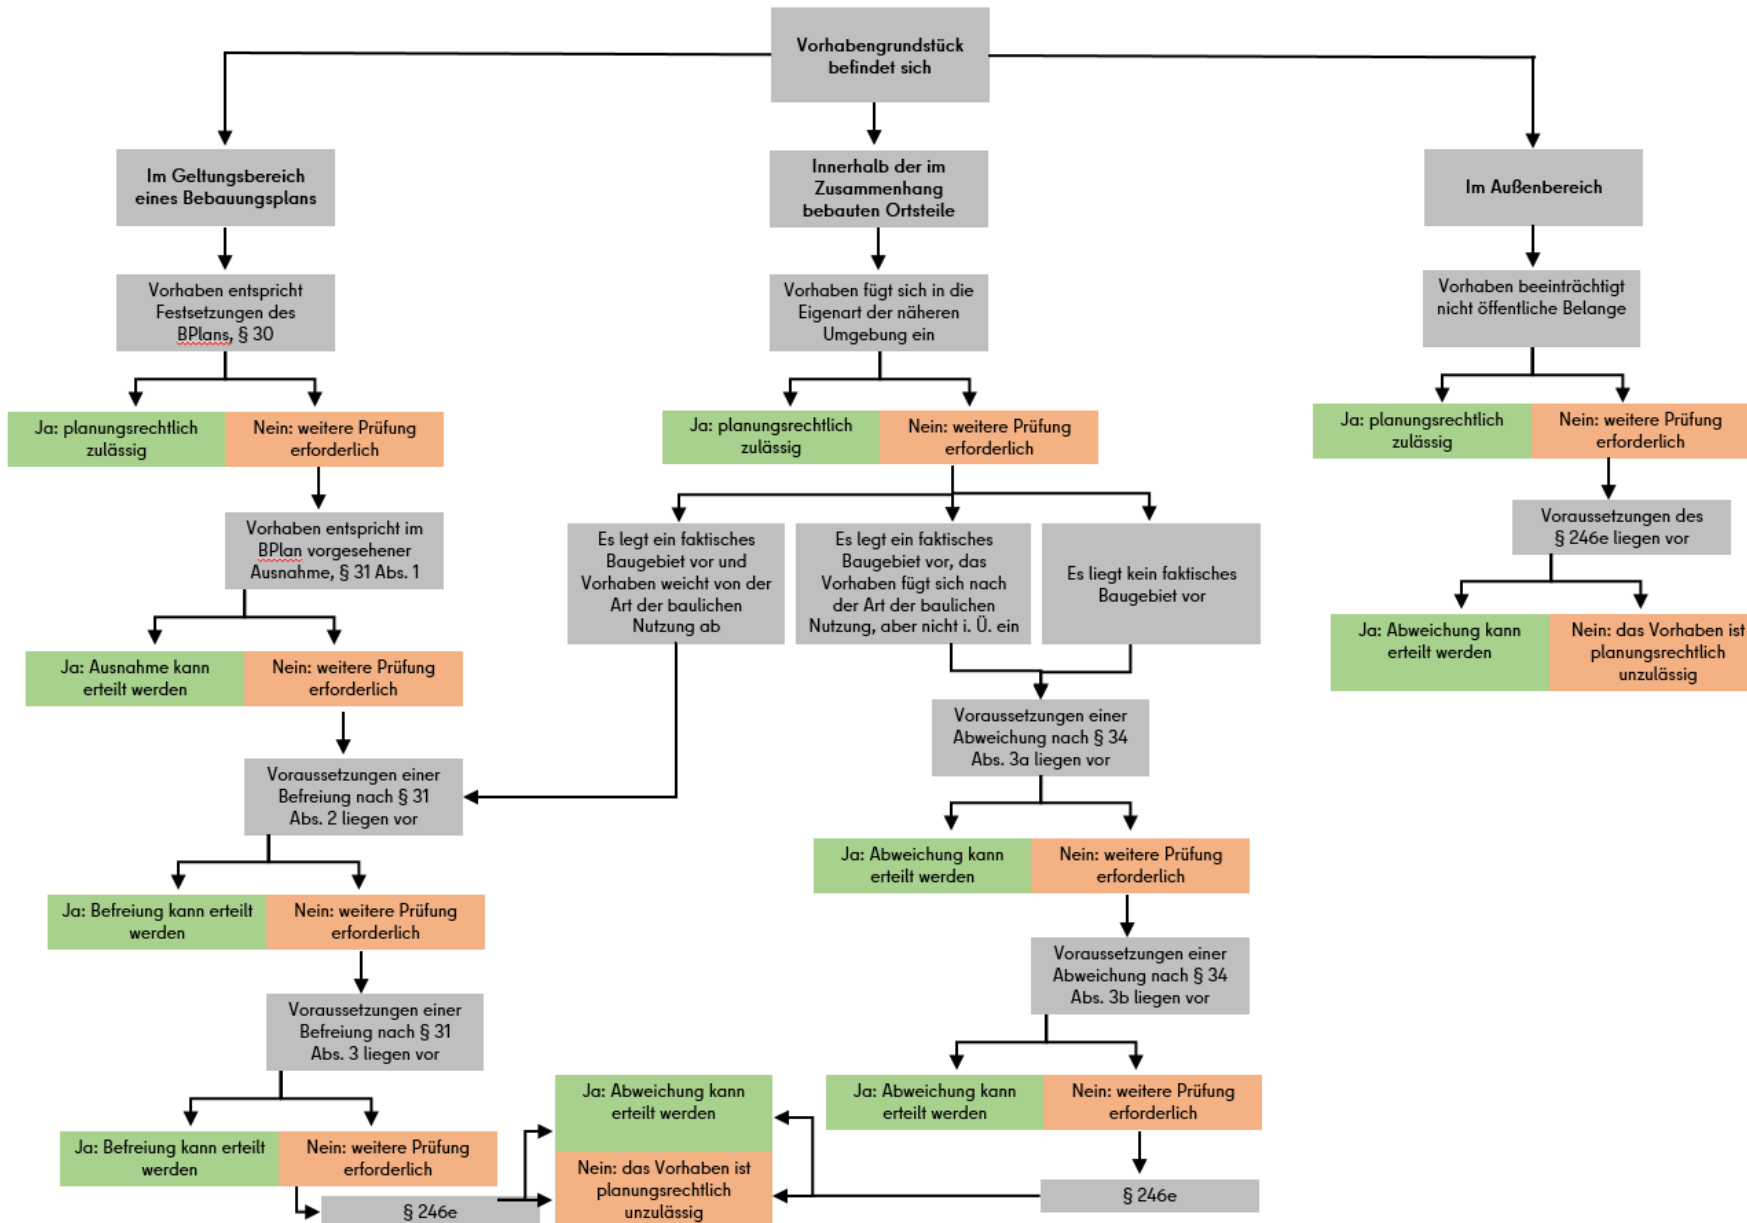 Vorhabengrundstück
befindet sich
Im Geltungsbereich
eines Bebauungsplans
Vorhaben entspricht
Festsetzungen des
BPlans, § 30
Ja: planungsrechtlich
zulässig
Nein: weitere Prüfung
erforderlich
Vorhaben entspricht im
BPlan vorgesehener
Ausnahme, § 31 Abs. 1
Ja: Ausnahme kann
erteilt werden
Nein: weitere Prüfung
erforderlich
Voraussetzungen einer
Befreiung nach § 31
Abs. 2 liegen vor
Ja: Befreiung kann erteilt
werden
Nein: weitere Prüfung
erforderlich
Voraussetzungen einer
Befreiung nach § 31
Abs. 3 liegen vor
Ja: Befreiung kann erteilt
werden
Nein: weitere Prüfung
erforderlich
§ 246e
Innerhalb der im
Zusammenhang
bebauten Ortsteile
Vorhaben fügt sich in die
Eigenart der näheren
Umgebung ein
Ja: planungsrechtlich
zulässig
Nein: weitere Prüfung
erforderlich
Es legt ein faktisches
Baugebiet vor und
Vorhaben weicht von der
Art der baulichen
Nutzung ab
Es legt ein faktisches
Baugebiet vor, das
Vorhaben fügt sich nach
der Art der baulichen
Nutzung, aber nicht i. Ü. ein
Es liegt kein faktisches
Baugebiet vor
Voraussetzungen einer
Abweichung nach § 34
Abs. 3a liegen vor
Ja: Abweichung kann
erteilt werden
Nein: weitere Prüfung
erforderlich
Voraussetzungen einer
Abweichung nach § 34
Abs. 3b liegen vor
Ja: Abweichung kann
erteilt werden
Nein: weitere Prüfung
erforderlich
§ 246e
Ja: Abweichung kann
erteilt werden
Nein: das Vorhaben ist
planungsrechtlich
unzulässig
Im Außenbereich
Vorhaben beeinträchtigt
nicht öffentliche Belange
Ja: planungsrechtlich
zulässig
Nein: weitere Prüfung
erforderlich
Voraussetzungen des
§ 246e liegen vor
Ja: Abweichung kann
erteilt werden
Nein: das Vorhaben ist
planungsrechtlich
unzulässig